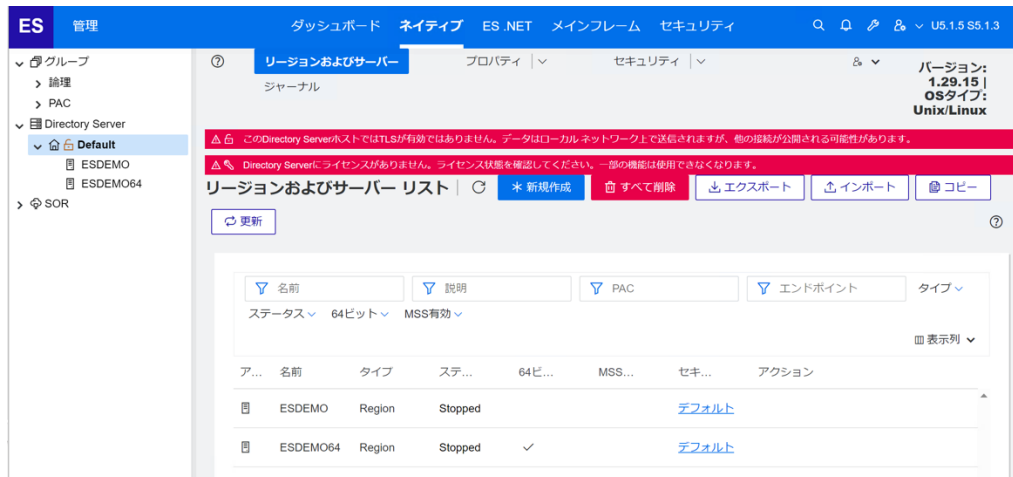 ES 管理 ダッシュボード ネイティブ ES .NET メインフレーム セキュリティ U5.1.5 S5.1.3
グループ
論理
PAC
Directory Server
Default
ESDEMO
ESDEMO64
SOR
リージョンおよびサーバー プロパティ セキュリティ
ジャーナル
バージョン:
1.29.15 |
OSタイプ:
Unix/Linux
このDirectory ServerホストではTLSが有効ではありません。データはローカル ネットワーク上で送信されますが、他の接続が公開される可能性があります。
Directory Serverにライセンスがありません。ライセンス状態を確認してください。一部の機能は使用できなくなります。
リージョンおよびサーバー リスト 新規作成 すべて削除 エクスポート インポート コピー
更新
名前 説明 PAC エンドポイント タイプ
ステータス 64ビット MSS有効
表示列
ア... 名前 タイプ ステ... 64ビ... MSS... セキ... アクション
ESDEMO Region Stopped デフォルト
ESDEMO64 Region Stopped デフォルト